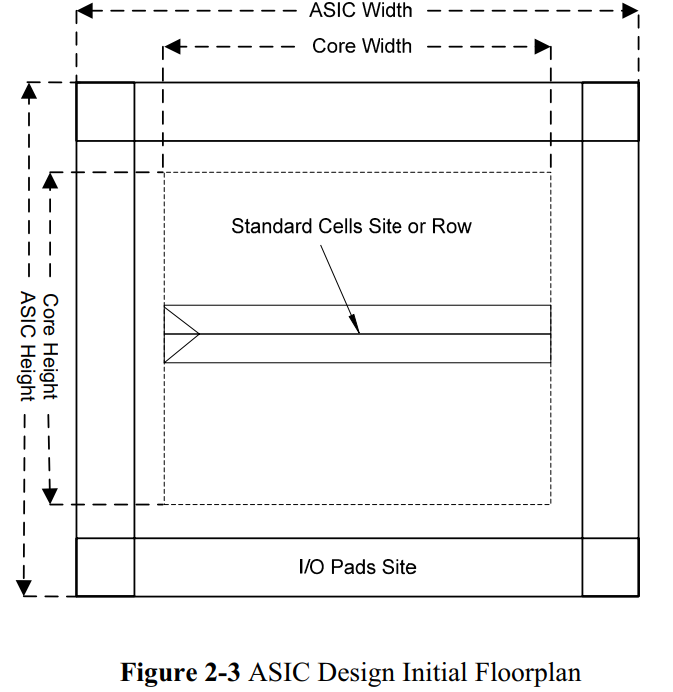 ASIC Width
Core Width
Standard Cells Site or Row
Core Height
ASIC Height
I/O Pads Site
Figure 2-3 ASIC Design Initial Floorplan